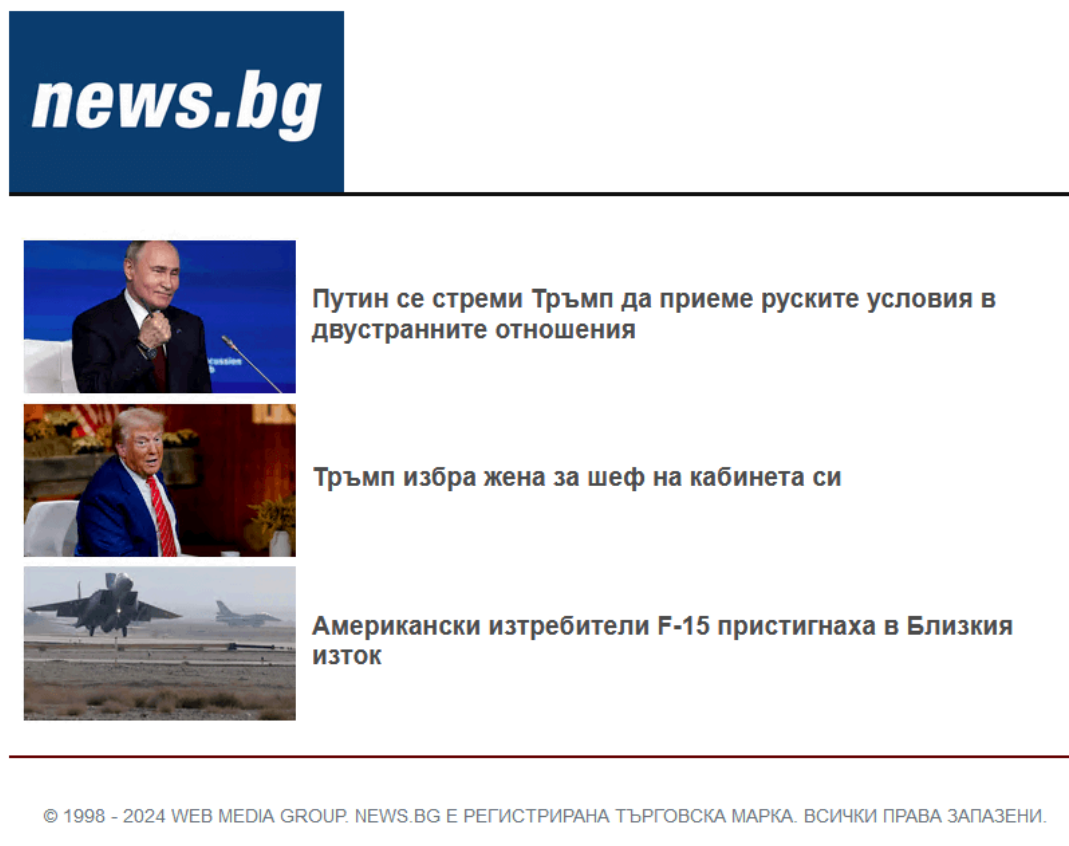 news.bg
Путин се стреми Тръмп да приеме руските условия в
двустранните отношения
Тръмп избра жена за шеф на кабинета си
Американски изтребители F-15 пристигнаха в Близкия
изток
© 1998 - 2024 WEB MEDIA GROUP. NEWS.BG Е РЕГИСТРИРАНА ТЪРГОВСКА МАРКА. ВСИЧКИ ПРАВА ЗАПАЗЕНИ.